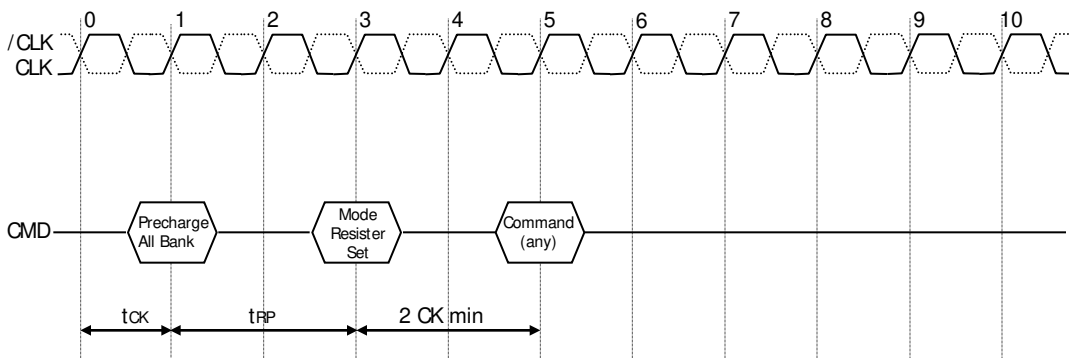 0 1 2 3 4 5 6 7 8 9 10
/CLK
CLK
CMD
Precharge
All Bank
Mode
Resister
Set
Command
(any)
tCK
tRP
2 CK min